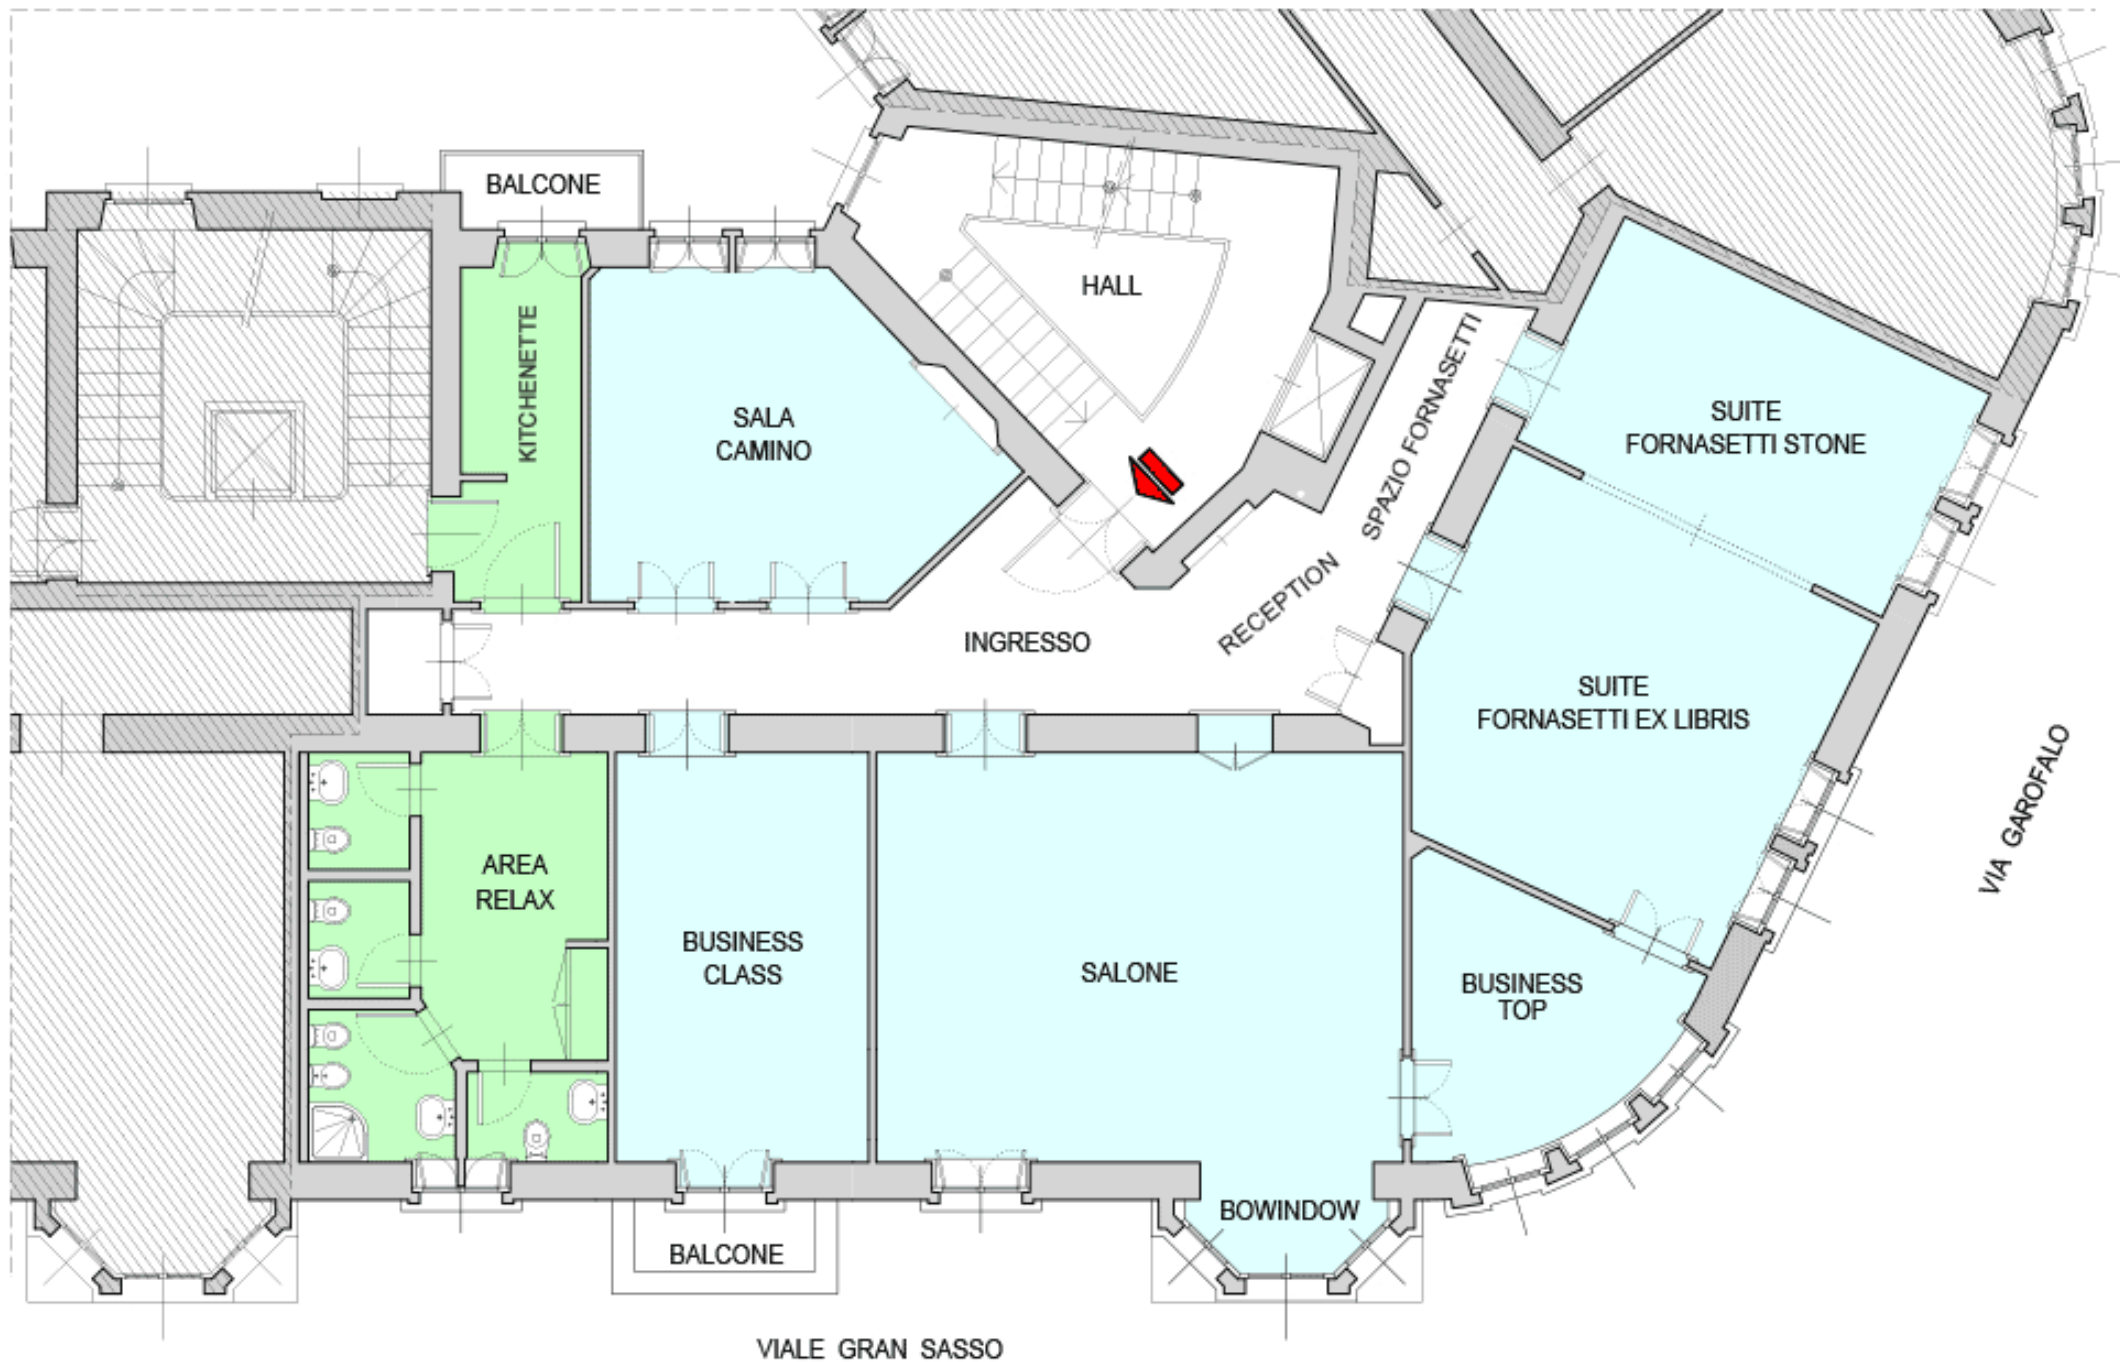 BALCONE
HALL
KITCHENETTE
SALA
CAMINO
SPAZIO FORNASETTI
SUITE
FORNASETTI STONE
RECEPTION
INGRESSO
SUITE
FORNASETTI EX LIBRIS
VIA GAROFALO
AREA
RELAX
BUSINESS
CLASS
SALONE
BUSINESS
TOP
BOWINDOW
BALCONE
VIALE GRAN SASSO